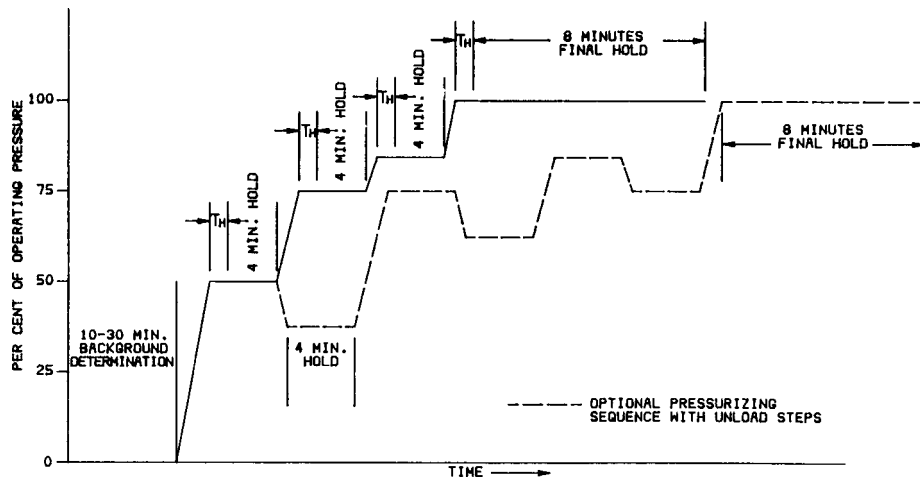 8 MINUTES
FINAL HOLD
TH
TH
4 MIN. HOLD
TH
4 MIN. HOLD
TH
4 MIN. HOLD
100
75
50
25
0
PER CENT OF OPERATING PRESSURE
8 MINUTES
FINAL HOLD
10-30 MIN.
BACKGROUND
DETERMINATION
4 MIN.
HOLD
OPTIONAL PRESSURIZING
SEQUENCE WITH UNLOAD STEPS
TIME